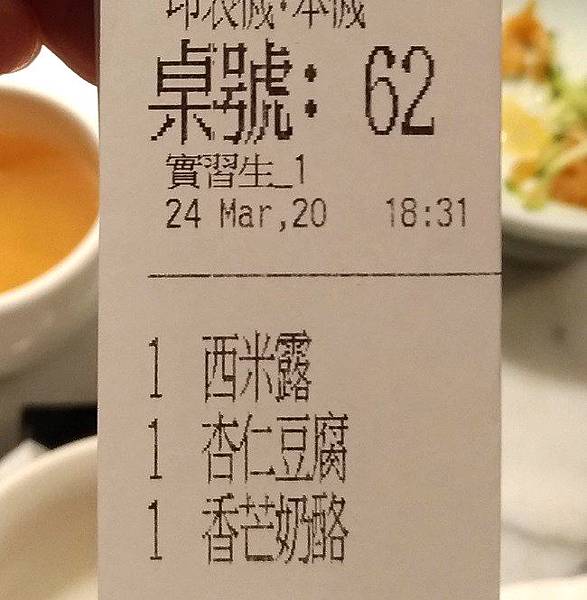 印表機:本機
桌號: 62
實習生_1
24 Mar,20 18:31
1 西米露
1 杏仁豆腐
1 香芒奶酪